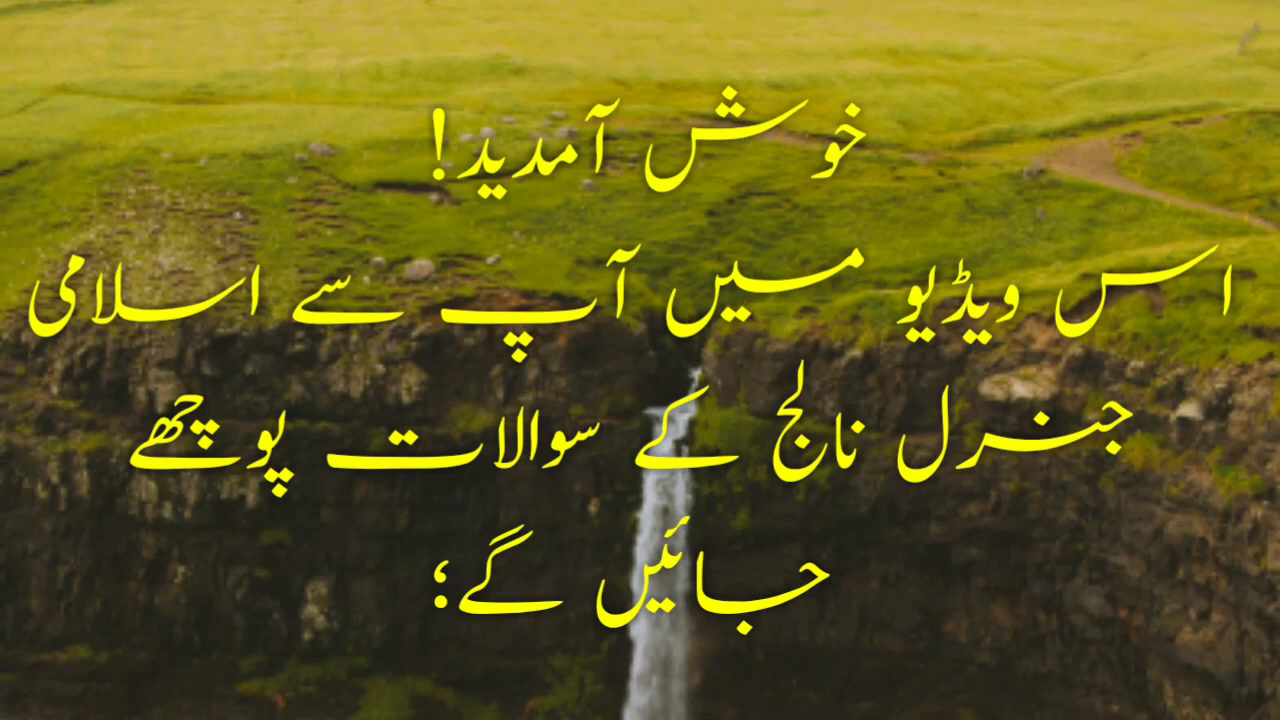 خوش آمدید!
اس ویڈیو میں آپ سے اسلامی
جنرل نالج کے سوالات پوچھے
جائیں گے؛